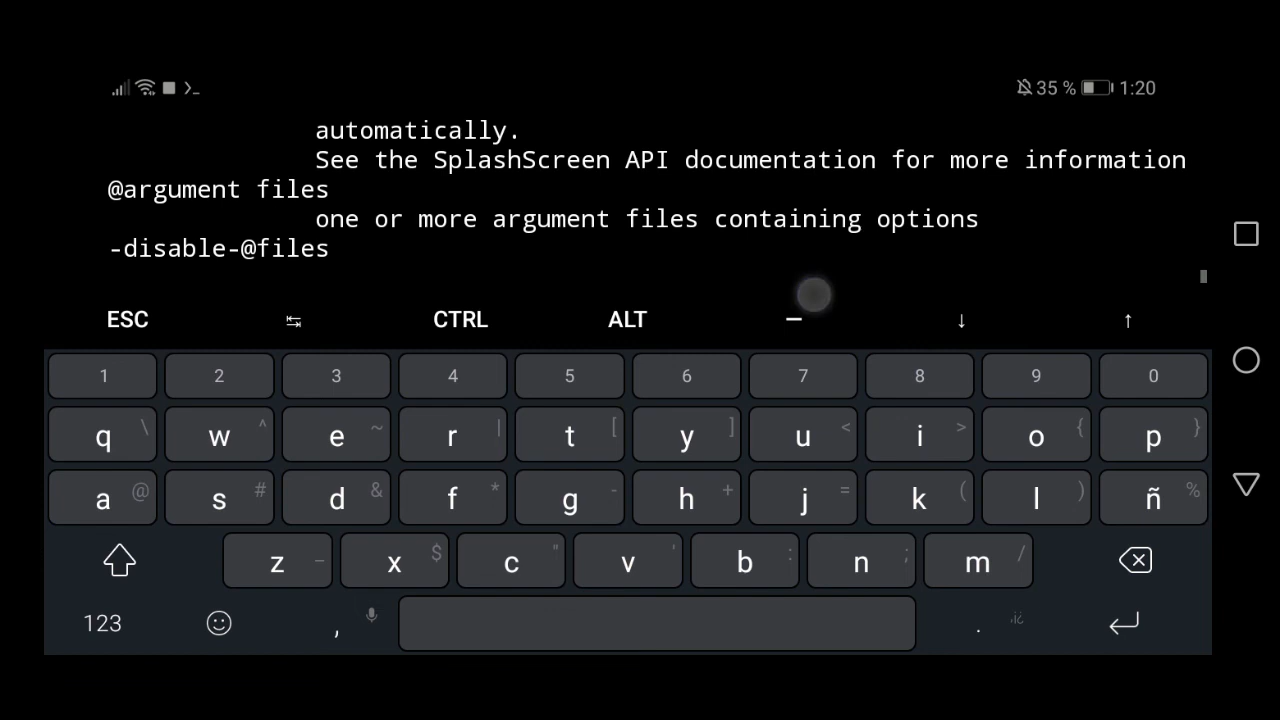 35 % 1:20
automatically.
See the SplashScreen API documentation for more information
@argument files
one or more argument files containing options
-disable-@files
ESC ↹ CTRL ALT — ↓ ↑
1 2 3 4 5 6 7 8 9 0
q \ w ^ e ~ r | t [ y ] u < i > o { p }
a @ s # d & f * g - h + j = k ( l ) ñ %
z _ x $ c " v ' b : n ; m /
123 , .